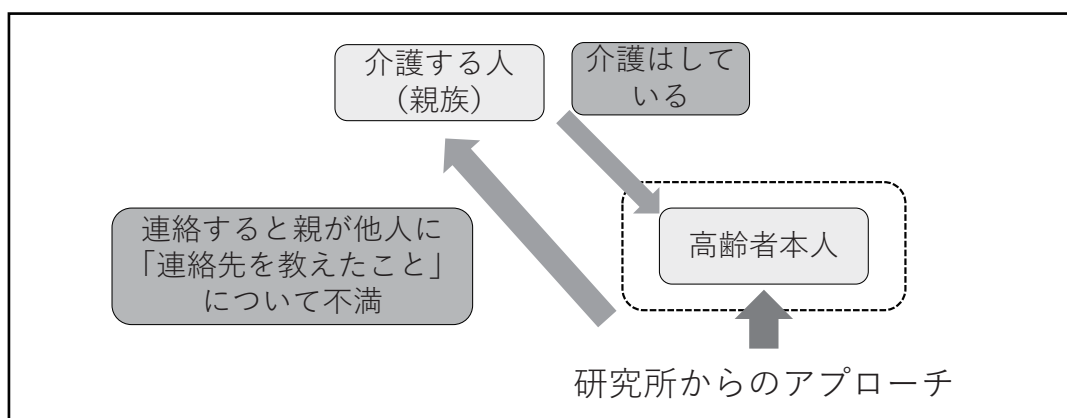 介護する人
（親族）
介護はして
いる
連絡すると親が他人に
「連絡先を教えたこと」
について不満
高齢者本人
研究所からのアプローチ